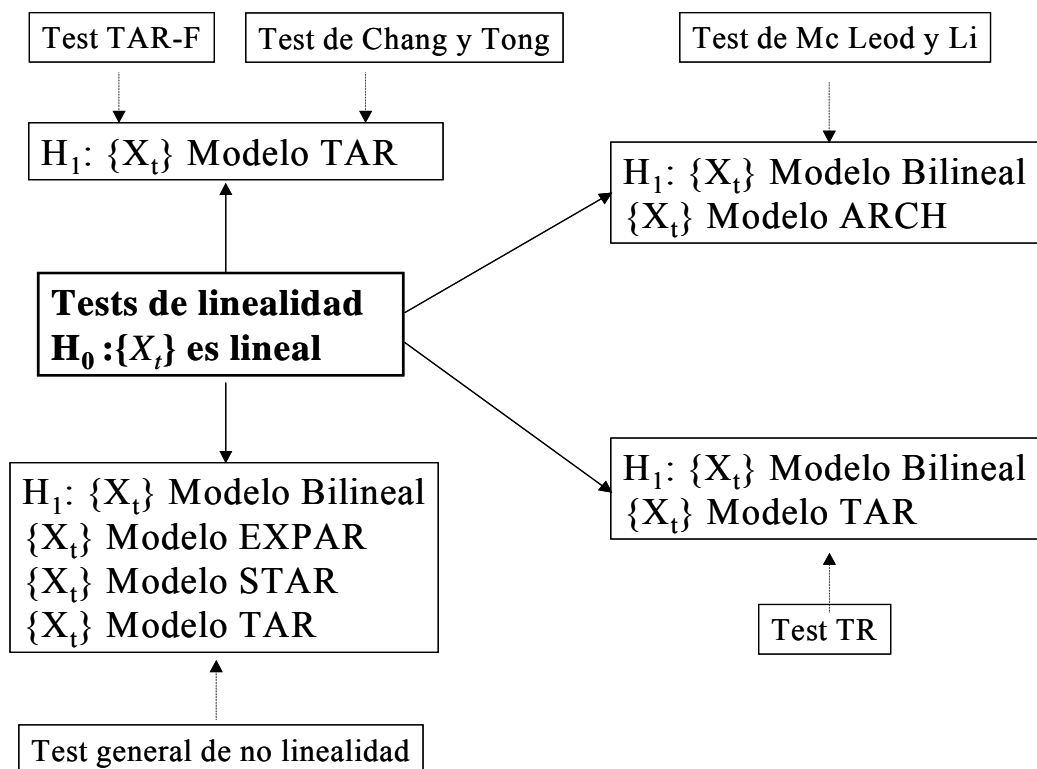 Test TAR-F
Test de Chang y Tong
Test de Mc Leod y Li
H₁: {Xₜ} Modelo TAR
H₁: {Xₜ} Modelo Bilineal
{Xₜ} Modelo ARCH
Tests de linealidad
H₀ :{Xₜ} es lineal
H₁: {Xₜ} Modelo Bilineal
{Xₜ} Modelo EXPAR
{Xₜ} Modelo STAR
{Xₜ} Modelo TAR
H₁: {Xₜ} Modelo Bilineal
{Xₜ} Modelo TAR
Test TR
Test general de no linealidad